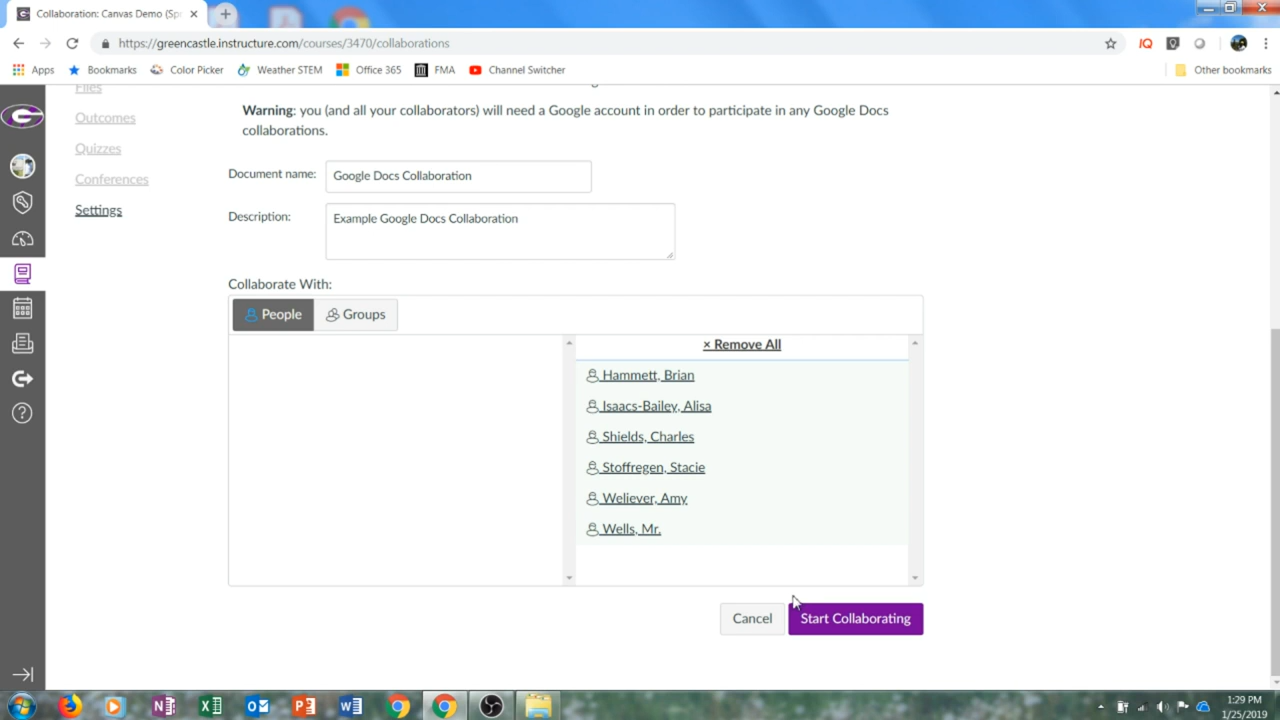 Collaboration: Canvas Demo (Sp
https://greencastle.instructure.com/courses/3470/collaborations
Apps Bookmarks Color Picker Weather STEM Office 365 FMA Channel Switcher Other bookmarks
Files
Outcomes
Quizzes
Conferences
Settings
Warning: you (and all your collaborators) will need a Google account in order to participate in any Google Docs
collaborations.
Document name: Google Docs Collaboration
Description: Example Google Docs Collaboration
Collaborate With:
People Groups
× Remove All
Hammett, Brian
Isaacs-Bailey, Alisa
Shields, Charles
Stoffregen, Stacie
Weliever, Amy
Wells, Mr.
Cancel Start Collaborating
1:29 PM
1/25/2019